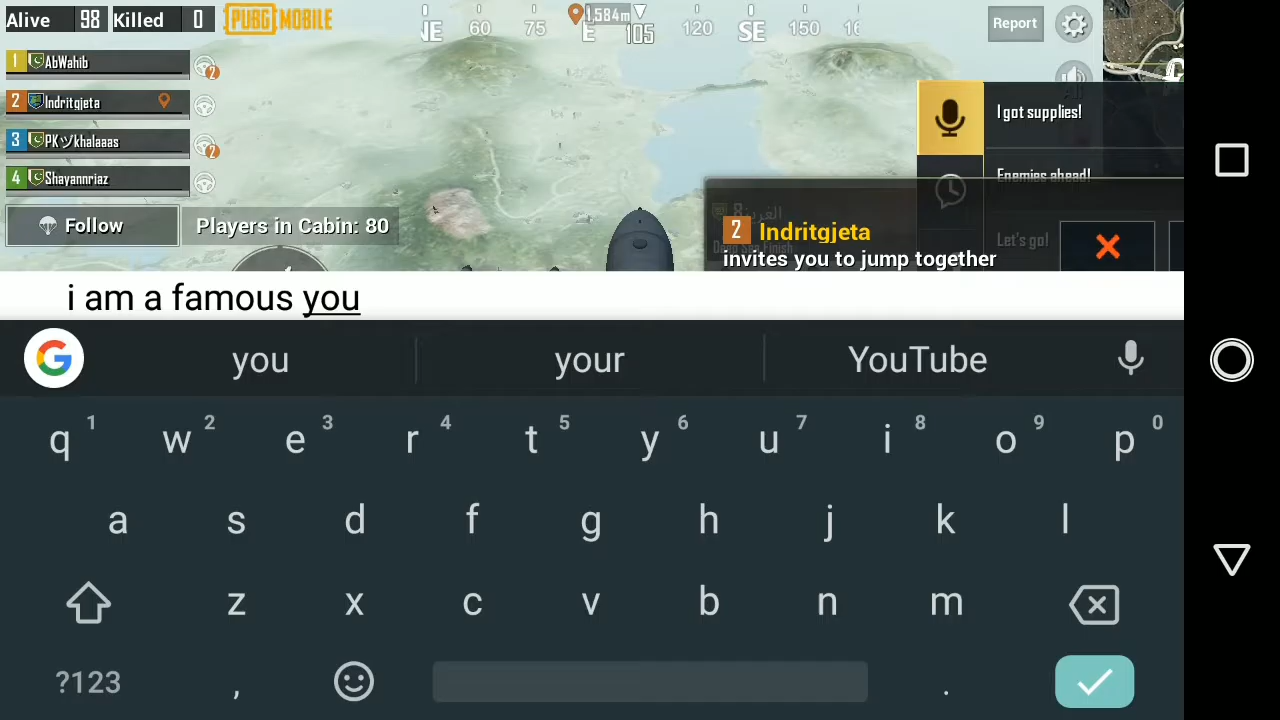 Alive 98 Killed 0 PUBG MOBILE
NE 60 75 E 105 120 SE 150
1,584m
Report
1 AbWahib 2
2 Indritgjeta
3 PKツkhalaaas 2
4 Shayannriaz
Follow Players in Cabin: 80
I got supplies!
Enemies ahead!
Let's go!
2 Indritgjeta
invites you to jump together
i am a famous you
G you your YouTube
q 1 w 2 e 3 r 4 t 5 y 6 u 7 i 8 o 9 p 0
a s d f g h j k l
z x c v b n m
?123 , .